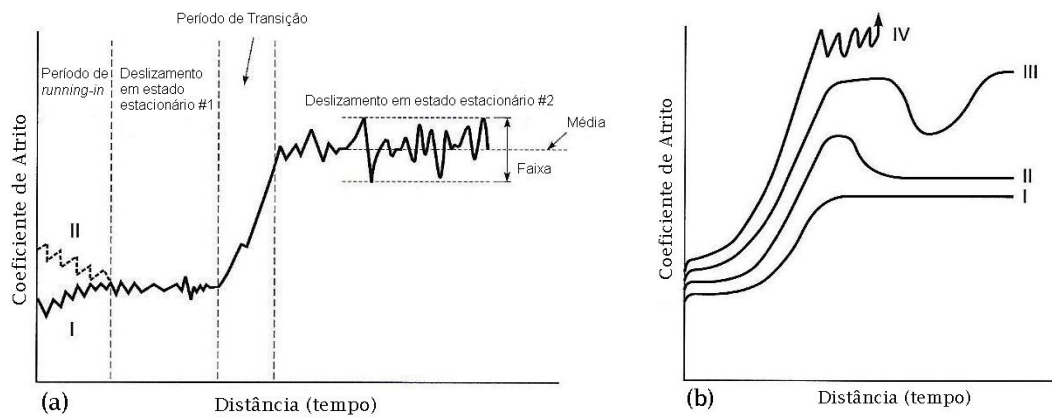 Período de Transição
Período de
running-in
Deslizamento
em estado
estacionário #1
Deslizamento em estado estacionário #2
Média
Faixa
II
I
Coeficiente de Atrito
(a)
Distância (tempo)
IV
III
II
I
Coeficiente de Atrito
(b)
Distância (tempo)